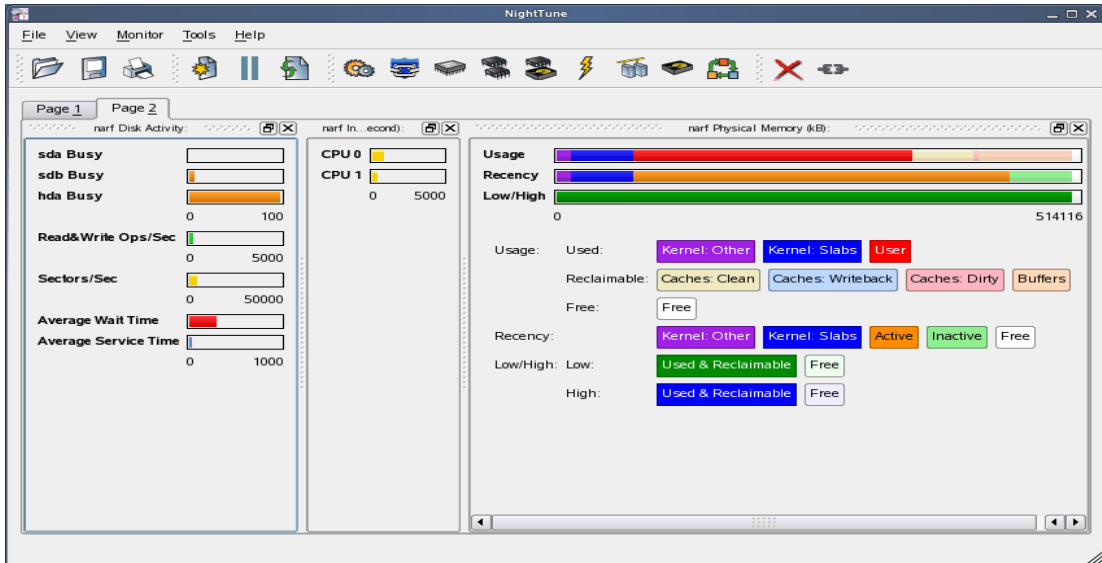 NightTune
File View Monitor Tools Help
Page 1 Page 2
narf Disk Activity:
sda Busy
sdb Busy
hda Busy
0 100
Read&Write Ops/Sec
0 5000
Sectors/Sec
0 50000
Average Wait Time
Average Service Time
0 1000
narf In...econd):
CPU 0
CPU 1
0 5000
narf Physical Memory (kB):
Usage
Recency
Low/High
0 514116
Usage: Used: Kernel: Other Kernel: Slabs User
Reclaimable: Caches: Clean Caches: Writeback Caches: Dirty Buffers
Free: Free
Recency: Kernel: Other Kernel: Slabs Active Inactive Free
Low/High: Low: Used & Reclaimable Free
High: Used & Reclaimable Free